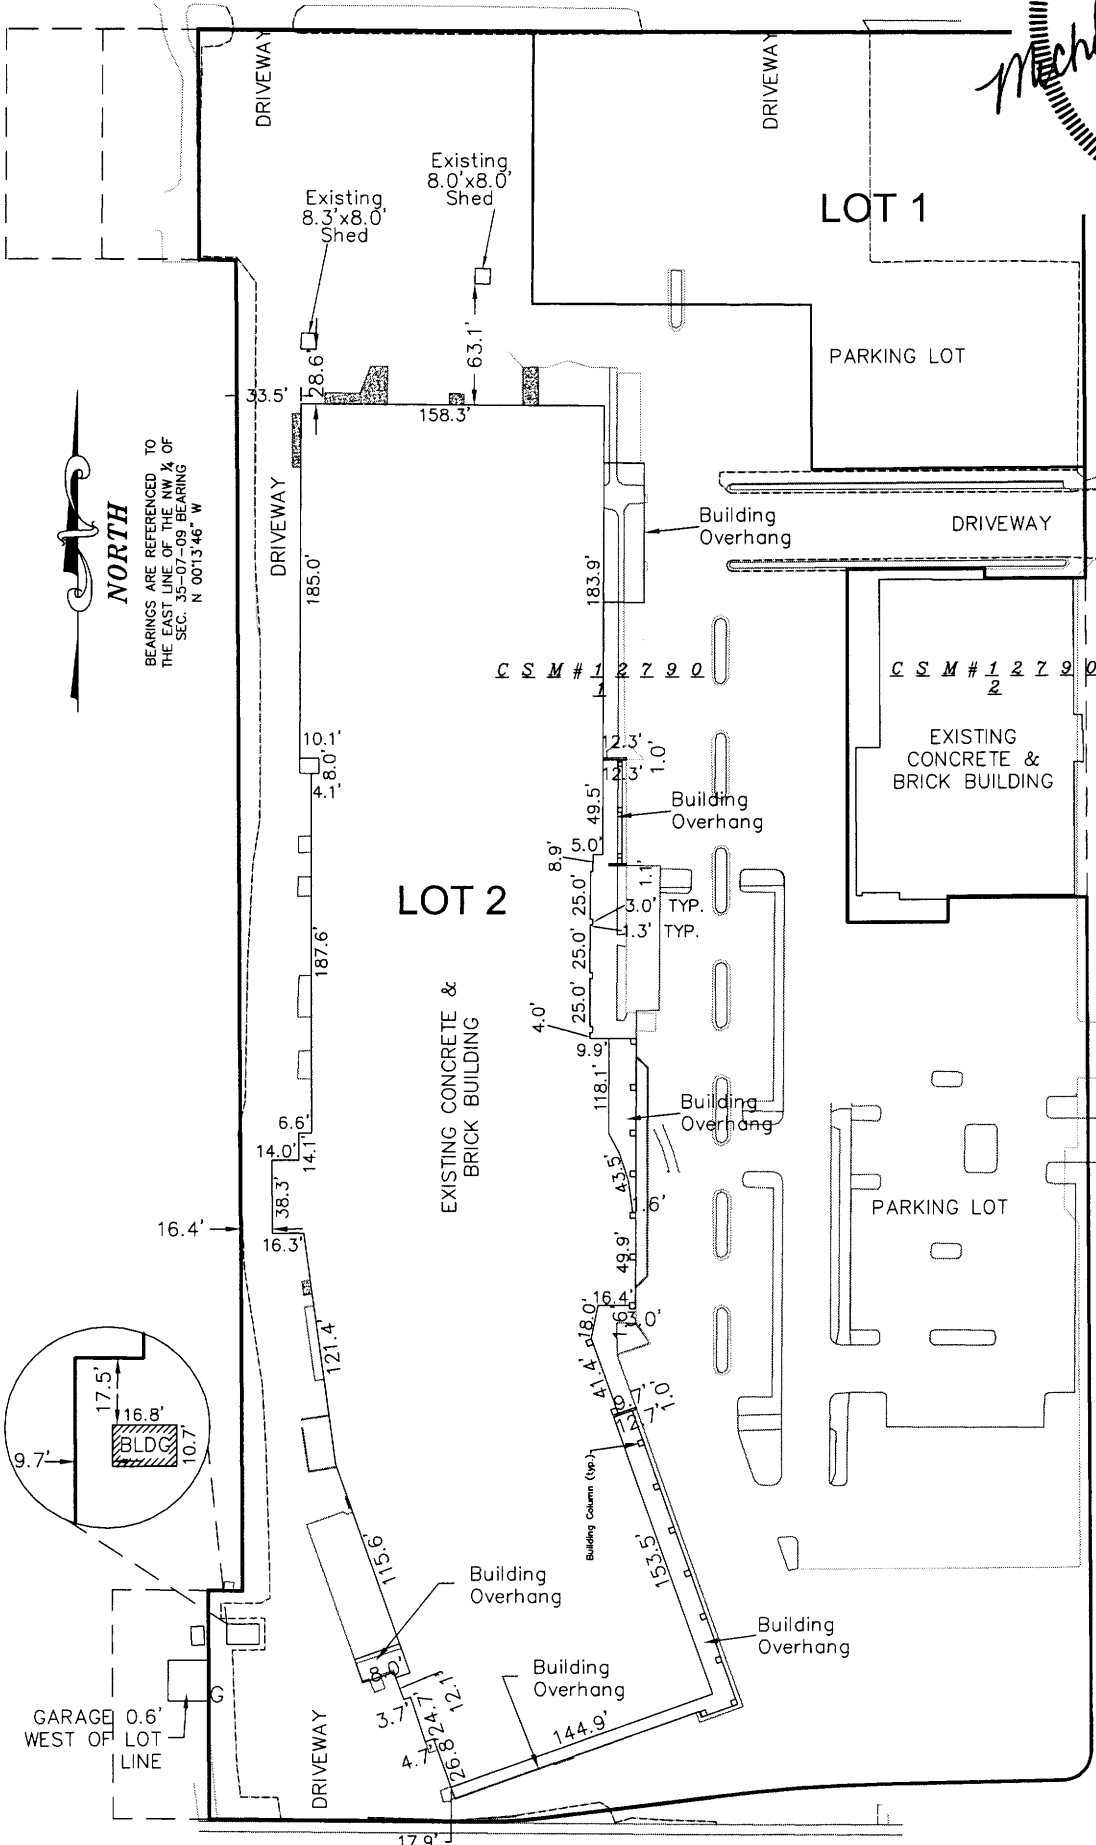 DRIVEWAY
DRIVEWAY
Existing
8.0'x8.0'
Shed
Existing
8.3'x8.0'
Shed
LOT 1
63.1'
28.6'
33.5'
158.3'
PARKING LOT
NORTH
BEARINGS ARE REFERENCED TO
THE EAST LINE OF THE NW ¼ OF
SEC. 35-07-09 BEARING
N 00°13'46" W
DRIVEWAY
185.0'
183.9'
Building
Overhang
DRIVEWAY
C S M # 1 2 7 9 0
1
C S M # 1 2 7 9 0
2
EXISTING
CONCRETE &
BRICK BUILDING
10.1'
8.0'
4.1'
12.3'
12.3'
1.0'
49.5'
Building
Overhang
5.0'
8.9'
1.1'
LOT 2
25.0'
3.0' TYP.
1.3' TYP.
25.0'
25.0'
187.6'
4.0'
9.9'
118.1'
EXISTING CONCRETE &
BRICK BUILDING
Building
Overhang
6.6'
14.0'
14.1'
38.3'
43.5'
49.9'
PARKING LOT
16.4'
16.3'
16.4'
18.0'
121.4'
41.4'
9.7'
1.0'
12.7'
17.5'
16.8'
BLDG
10.7'
9.7'
Building Column (typ.)
115.6'
153.5'
Building
Overhang
Building
Overhang
Building
Overhang
8.0'
12.1'
3.7'
24.7'
4.7'
26.8'
144.9'
G
GARAGE 0.6'
WEST OF LOT
LINE
DRIVEWAY
17.9'